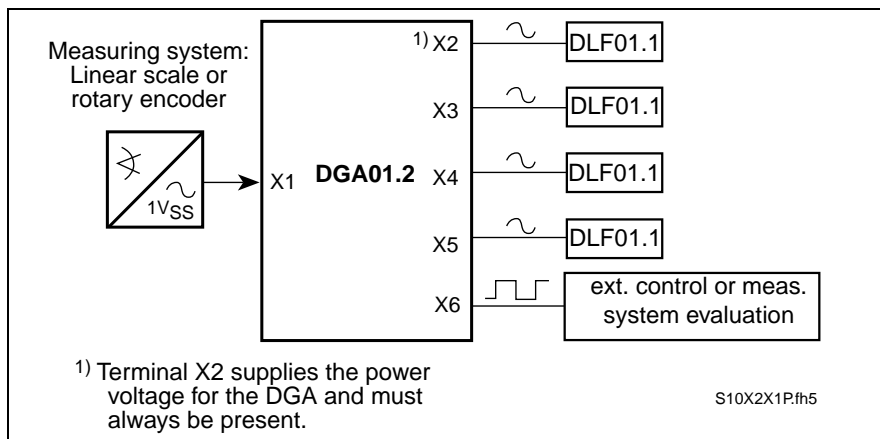 Measuring system:
Linear scale or
rotary encoder
1VSS
X1
DGA01.2
1) X2
DLF01.1
X3
DLF01.1
X4
DLF01.1
X5
DLF01.1
X6
ext. control or meas.
system evaluation
1) Terminal X2 supplies the power
voltage for the DGA and must
always be present.
S10X2X1P.fh5